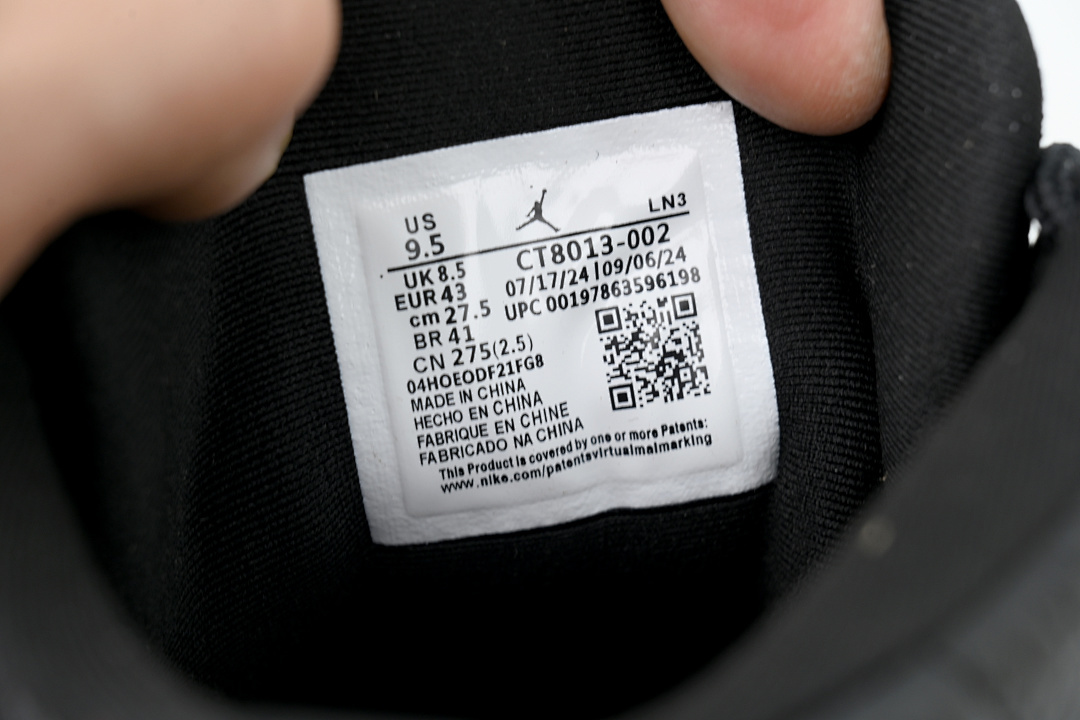 US
9.5
LN3
UK 8.5
EUR 43
cm 27.5
BR 41
CN 275(2.5)
CT8013-002
07/17/24|09/06/24
UPC 00197863596198
04HOEODF21FG8
MADE IN CHINA
HECHO EN CHINA
FABRIQUE EN CHINE
FABRICADO NA CHINA
This Product is covered by one or more Patents:
www.nike.com/patentsvirtualmalmarking